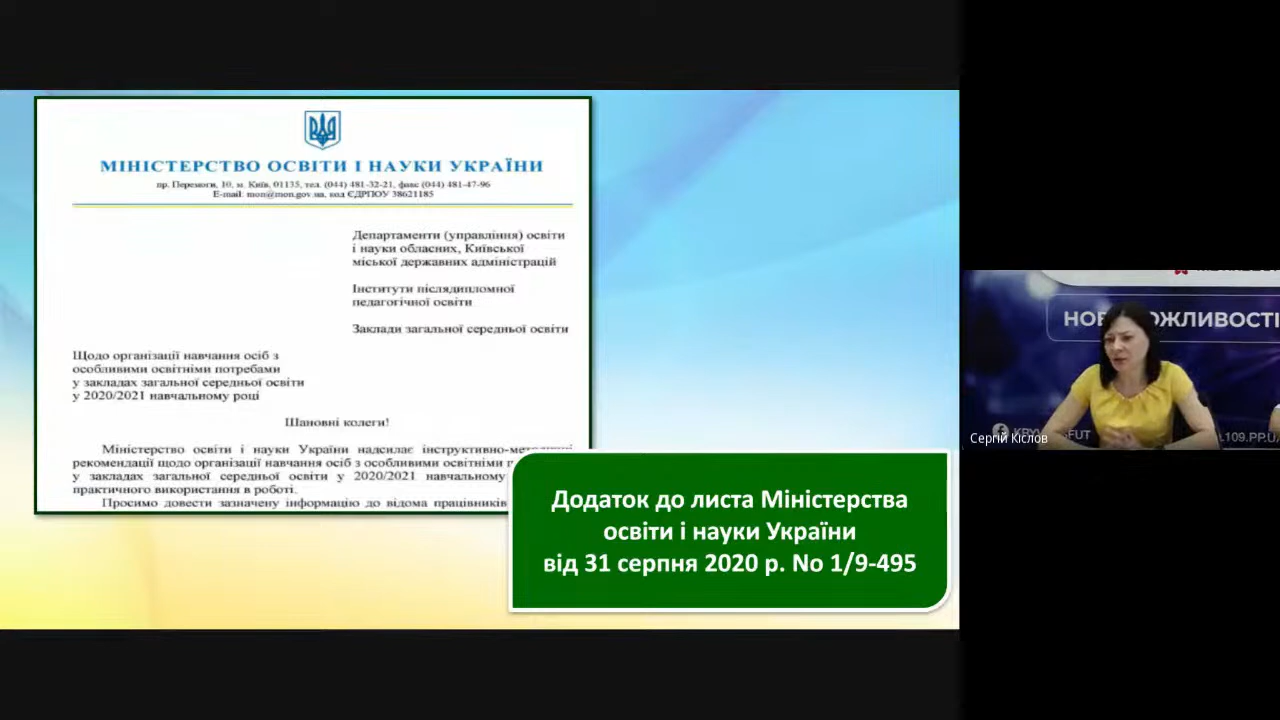 МІНІСТЕРСТВО ОСВІТИ І НАУКИ УКРАЇНИ
пр. Перемоги, 10, м. Київ, 01135, тел. (044) 481-32-21, факс (044) 481-47-96
E-mail: mon@mon.gov.ua, код ЄДРПОУ 38621185
Департаменти (управління) освіти
і науки обласних, Київської
міської державних адміністрацій
Інститути післядипломної
педагогічної освіти
Заклади загальної середньої освіти
Щодо організації навчання осіб з
особливими освітніми потребами
у закладах загальної середньої освіти
у 2020/2021 навчальному році
Шановні колеги!
Міністерство освіти і науки України надсилає
рекомендації щодо організації навчання осіб з особливими освітніми
у закладах загальної середньої освіти у 2020/2021 навчальному
практичного використання в роботі.
Просимо довести зазначену інформацію до відома працівників
Додаток до листа Міністерства
освіти і науки України
від 31 серпня 2020 р. No 1/9-495
Сергій Кіслов